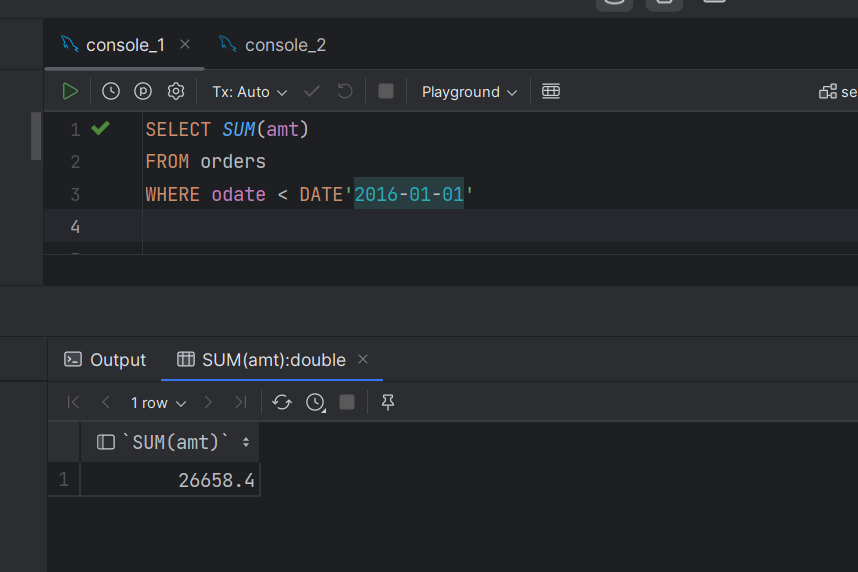 console_1
console_2
Tx: Auto
Playground
se
1 SELECT SUM(amt)
2 FROM orders
3 WHERE odate < DATE'2016-01-01'
4
Output
SUM(amt):double
1 row
`SUM(amt)`
1 26658.4